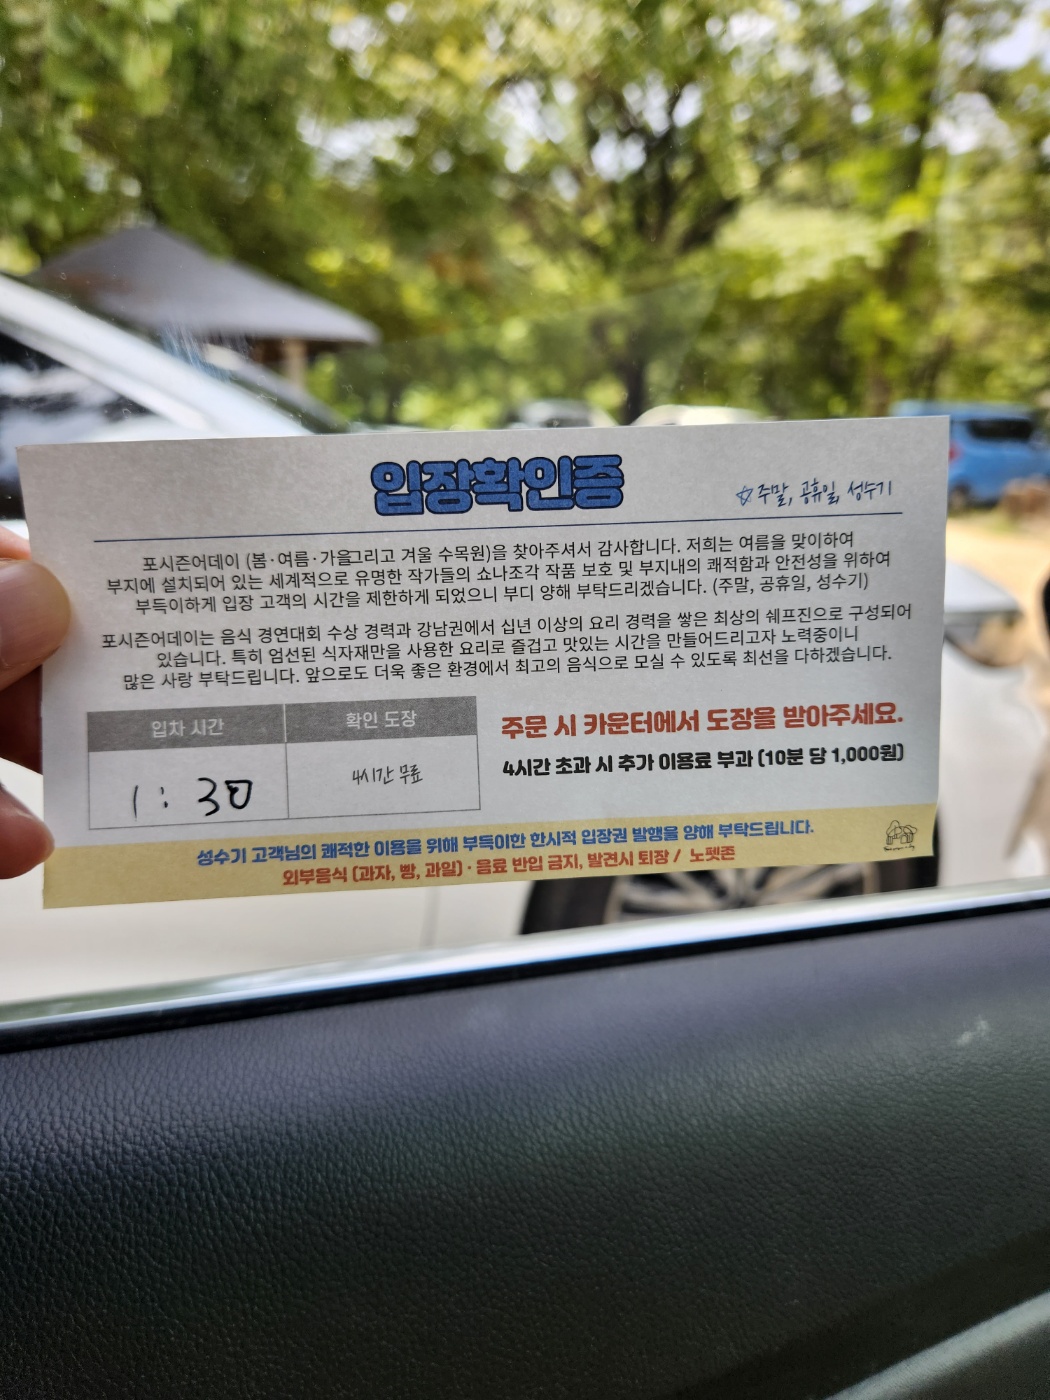 입장확인증
☆주말, 공휴일, 성수기
포시즌어데이 (봄·여름·가을그리고 겨울 수목원)을 찾아주셔서 감사합니다. 저희는 여름을 맞이하여
부지에 설치되어 있는 세계적으로 유명한 작가들의 쇼나조각 작품 보호 및 부지내의 쾌적함과 안전성을 위하여
부득이하게 입장 고객의 시간을 제한하게 되었으니 부디 양해 부탁드리겠습니다. (주말, 공휴일, 성수기)
포시즌어데이는 음식 경연대회 수상 경력과 강남권에서 십년 이상의 요리 경력을 쌓은 최상의 쉐프진으로 구성되어
있습니다. 특히 엄선된 식자재만을 사용한 요리로 즐겁고 맛있는 시간을 만들어드리고자 노력중이니
많은 사랑 부탁드립니다. 앞으로도 더욱 좋은 환경에서 최고의 음식으로 모실 수 있도록 최선을 다하겠습니다.
입차 시간
확인 도장
1:30
4시간 무료
주문 시 카운터에서 도장을 받아주세요.
4시간 초과 시 추가 이용료 부과 (10분 당 1,000원)
성수기 고객님의 쾌적한 이용을 위해 부득이한 한시적 입장권 발행을 양해 부탁드립니다.
외부음식 (과자, 빵, 과일)·음료 반입 금지, 발견시 퇴장 / 노펫존